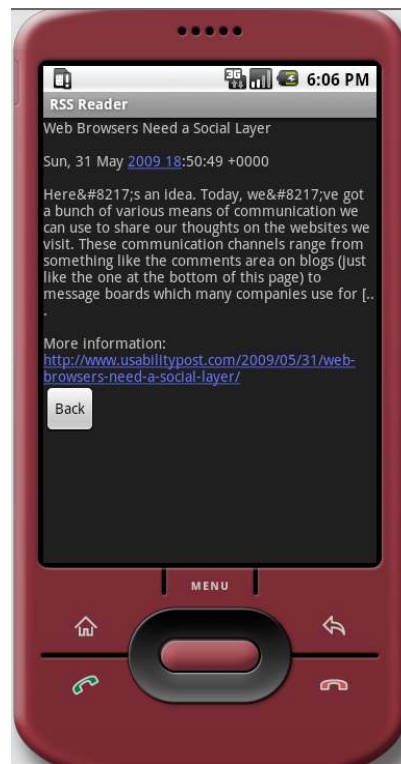 3G
6:06 PM
RSS Reader
Web Browsers Need a Social Layer
Sun, 31 May 2009 18:50:49 +0000
Here&#8217;s an idea. Today, we&#8217;ve got
a bunch of various means of communication we
can use to share our thoughts on the websites we
visit. These communication channels range from
something like the comments area on blogs (just
like the one at the bottom of this page) to
message boards which many companies use for [..
.
More information:
http://www.usabilitypost.com/2009/05/31/web-
browsers-need-a-social-layer/
Back
MENU